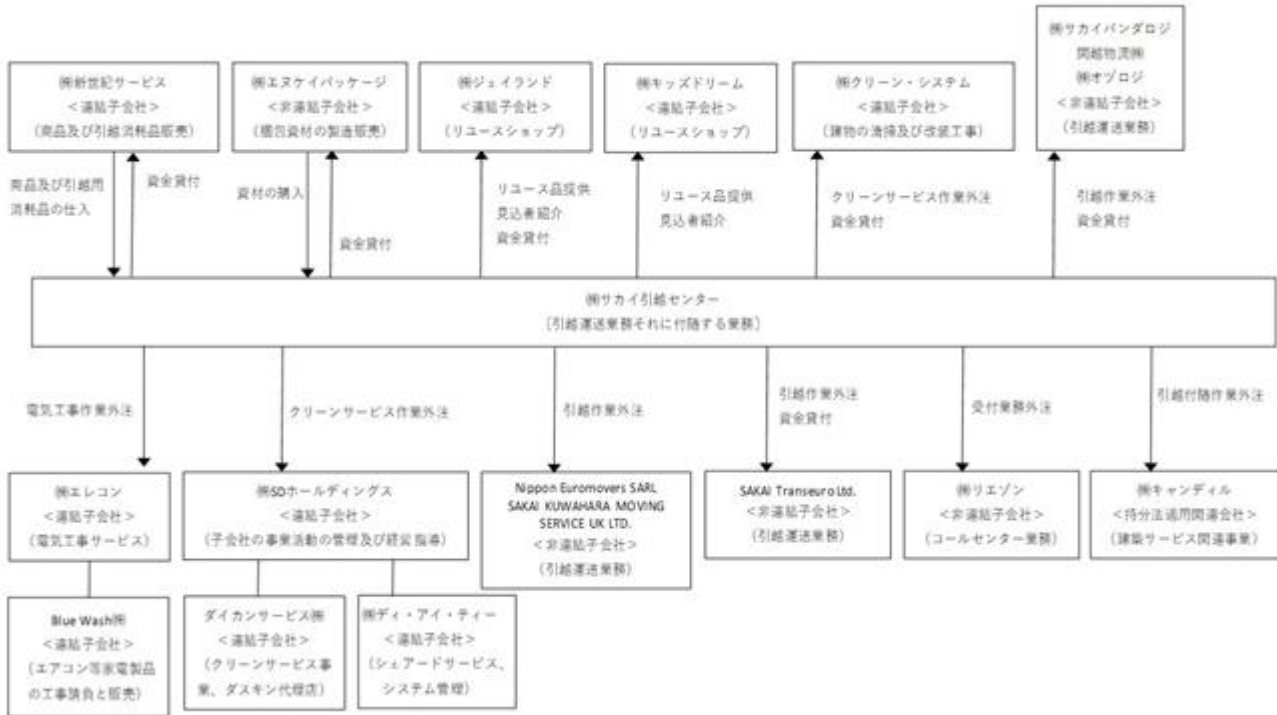 ㈱新世紀サービス
＜連結子会社＞
（商品及び引越消耗品販売）
㈱エヌケイパッケージ
＜非連結子会社＞
（梱包資材の製造販売）
㈱ジェイランド
＜連結子会社＞
（リユースショップ）
㈱キッズドリーム
＜連結子会社＞
（リユースショップ）
㈱クリーン・システム
＜連結子会社＞
（建物の清掃及び改装工事）
㈱サカイパンダロジ
関越物流㈱
㈱オゾロジ
＜非連結子会社＞
（引越運送業務）
商品及び引越用
消耗品の仕入
資金貸付
資材の購入
資金貸付
リユース品提供
見込者紹介
資金貸付
リユース品提供
見込者紹介
クリーンサービス作業外注
資金貸付
引越作業外注
資金貸付
㈱サカイ引越センター
（引越運送業務それに付随する業務）
電気工事作業外注
クリーンサービス作業外注
引越作業外注
引越作業外注
資金貸付
受付業務外注
引越付随作業外注
㈱エレコン
＜連結子会社＞
（電気工事サービス）
㈱SDホールディングス
＜連結子会社＞
（子会社の事業活動の管理及び経営指導）
Nippon Euromovers SARL
SAKAI KUWAHARA MOVING
SERVICE UK LTD.
＜非連結子会社＞
（引越運送業務）
SAKAI Transeuro Ltd.
＜非連結子会社＞
（引越運送業務）
㈱リエゾン
＜非連結子会社＞
（コールセンター業務）
㈱キャンディル
＜持分法適用関連会社＞
（建築サービス関連事業）
Blue Wash㈱
＜連結子会社＞
（エアコン等家電製品
の工事請負と販売）
ダイカンサービス㈱
＜連結子会社＞
（クリーンサービス事
業、ダスキン代理店）
㈱ディ・アイ・ティー
＜連結子会社＞
（シェアードサービス、
システム管理）